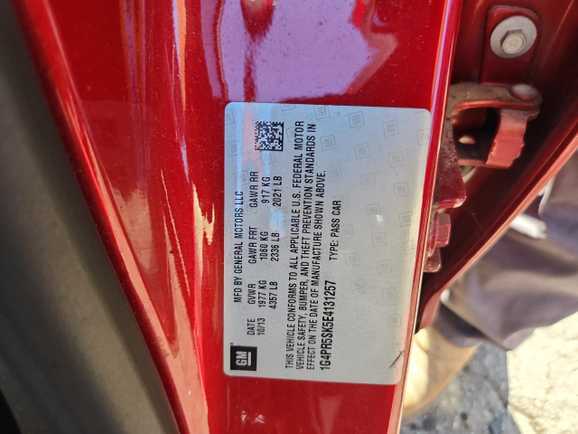 MFD BY GENERAL MOTORS LLC
DATE GVWR GAWR FRT GAWR RR
10/13 1977 KG 1060 KG 917 KG
4357 LB 2336 LB 2021 LB
THIS VEHICLE CONFORMS TO ALL APPLICABLE U.S. FEDERAL MOTOR
VEHICLE SAFETY, BUMPER, AND THEFT PREVENTION STANDARDS IN
EFFECT ON THE DATE OF MANUFACTURE SHOWN ABOVE.
1G4PR5SK5E4131257 TYPE: PASS CAR
GM